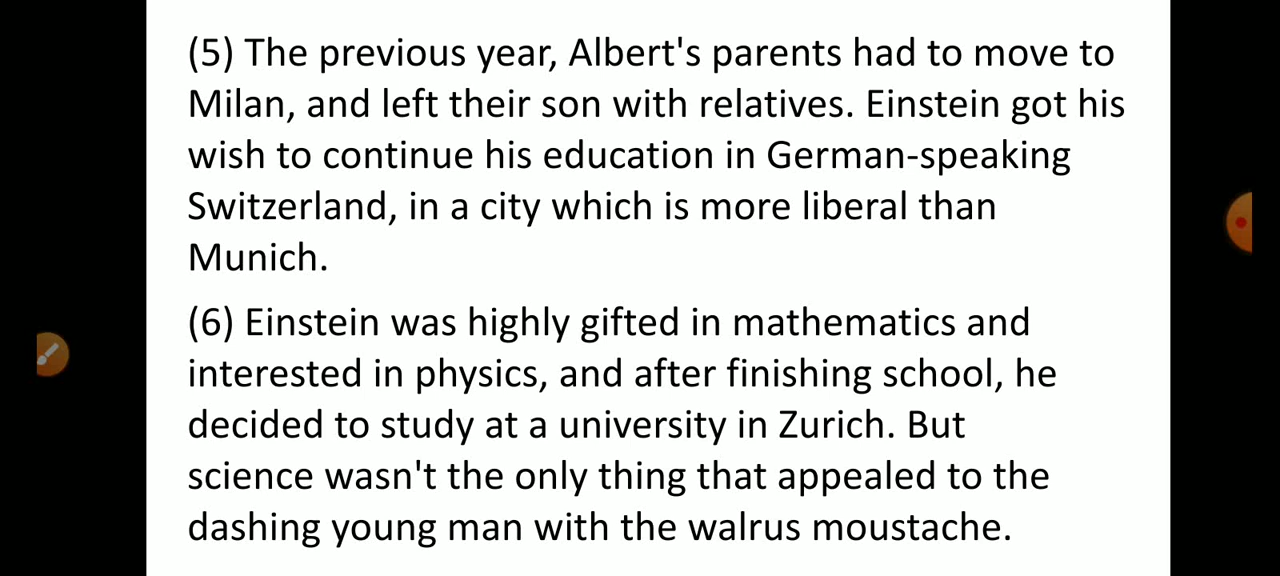 (5) The previous year, Albert's parents had to move to
Milan, and left their son with relatives. Einstein got his
wish to continue his education in German-speaking
Switzerland, in a city which is more liberal than
Munich.
(6) Einstein was highly gifted in mathematics and
interested in physics, and after finishing school, he
decided to study at a university in Zurich. But
science wasn't the only thing that appealed to the
dashing young man with the walrus moustache.